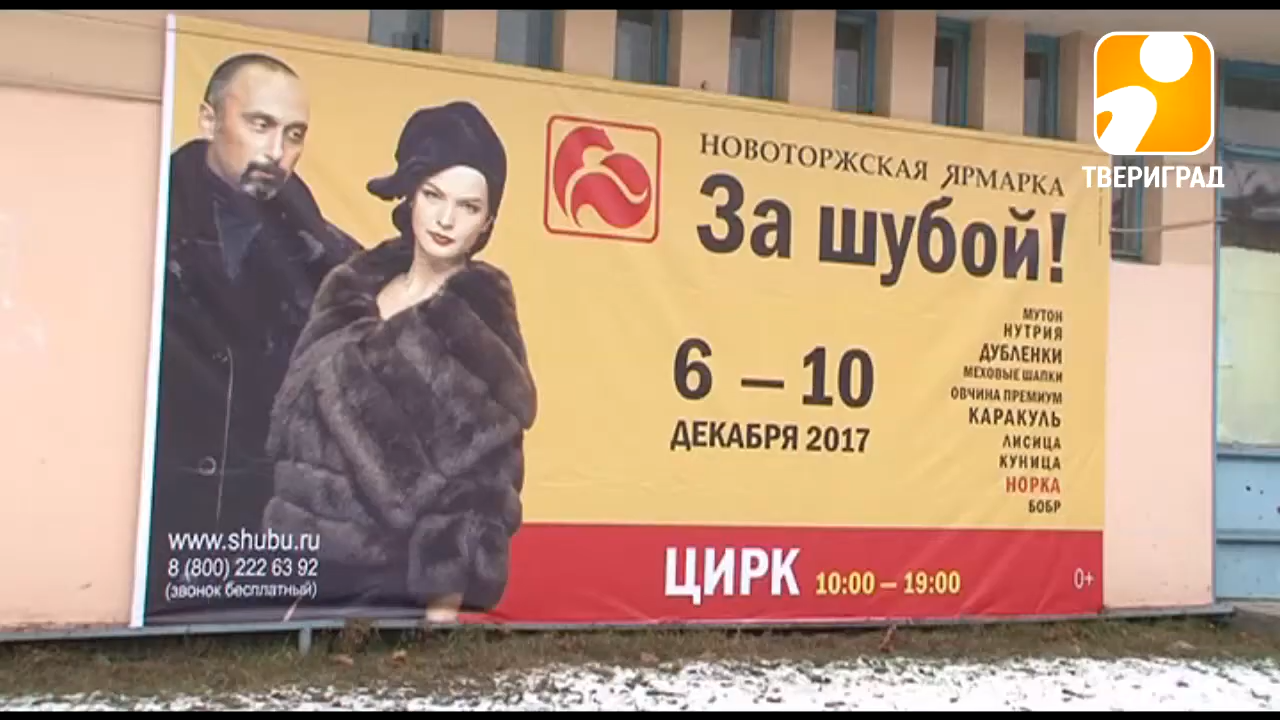 ТВЕРИГРАД
НОВОТОРЖСКАЯ ЯРМАРКА
За шубой!
6 – 10
ДЕКАБРЯ 2017
МУТОН
НУТРИЯ
ДУБЛЕНКИ
МЕХОВЫЕ ШАПКИ
ОВЧИНА ПРЕМИУМ
КАРАКУЛЬ
ЛИСИЦА
КУНИЦА
НОРКА
БОБР
www.shubu.ru
8 (800) 222 63 92
(звонок бесплатный)
ЦИРК 10:00 – 19:00
0+